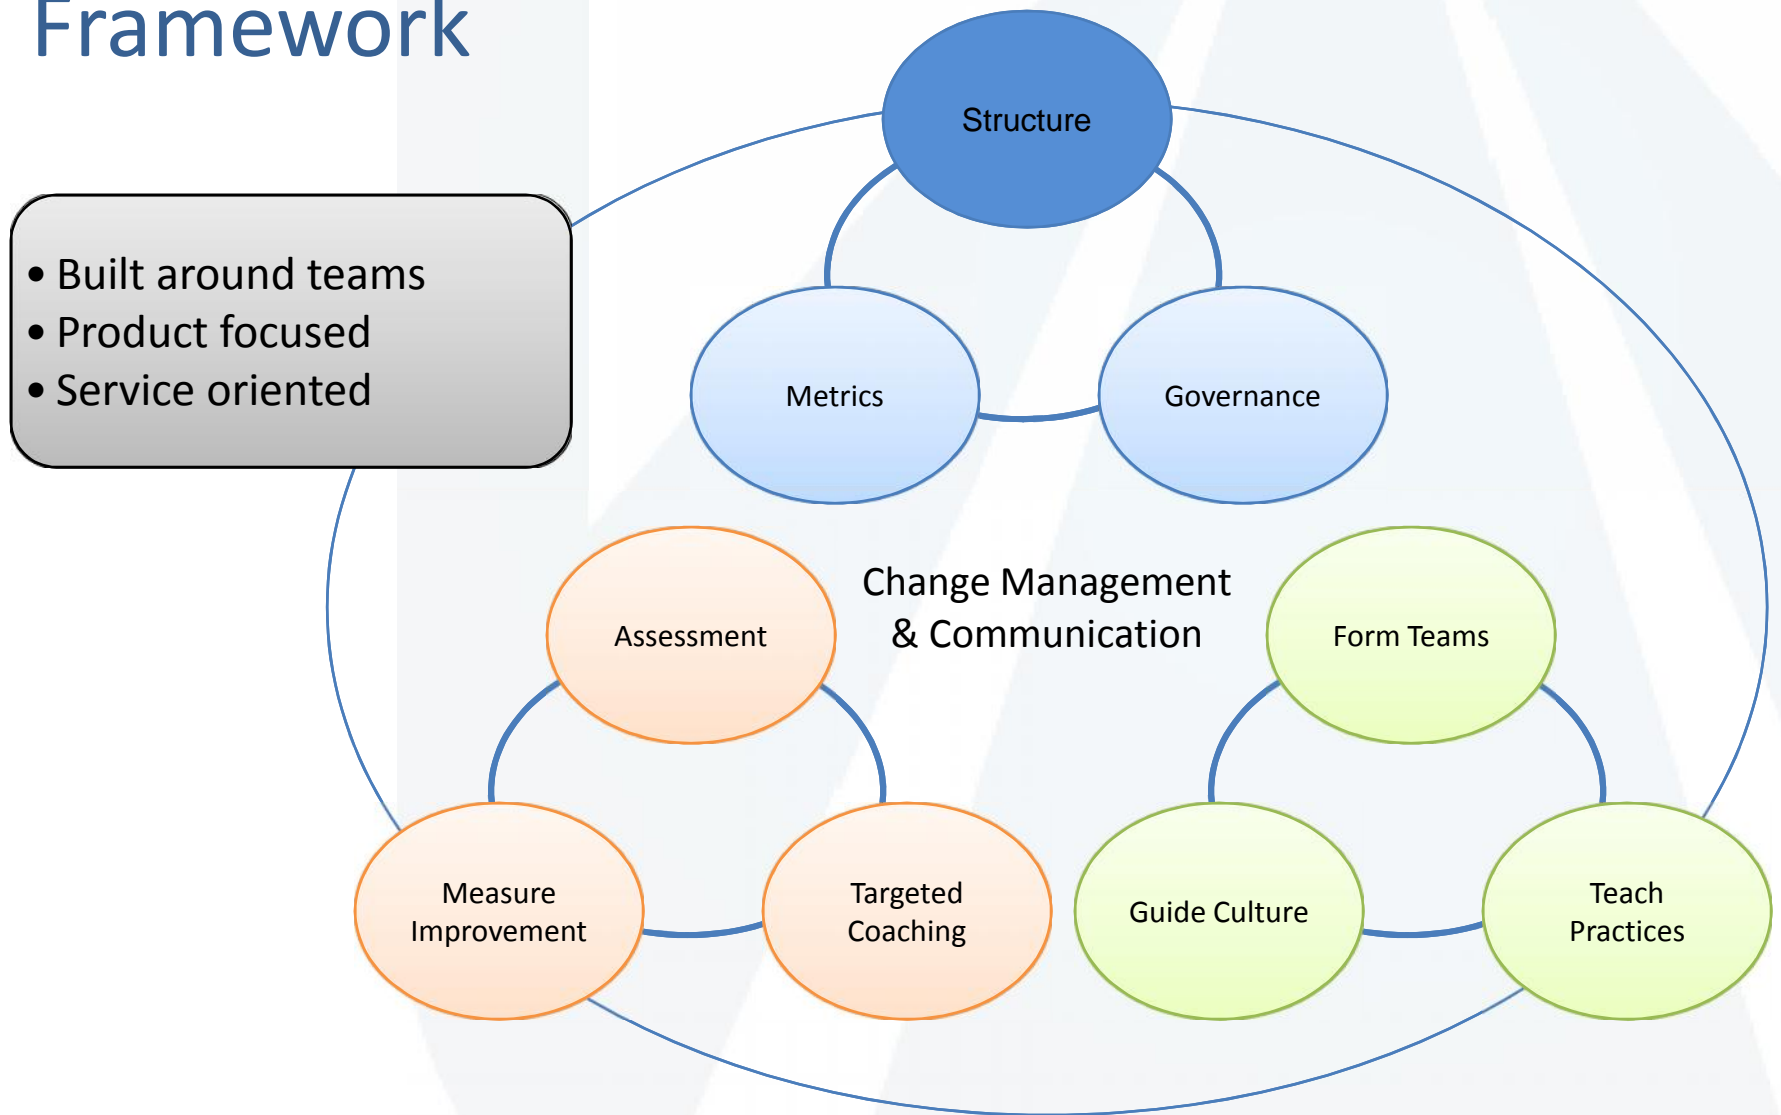 Framework
Structure
• Built around teams
• Product focused
• Service oriented
Metrics
Governance
Change Management
& Communication
Assessment
Form Teams
Measure
Improvement
Targeted
Coaching
Guide Culture
Teach
Practices